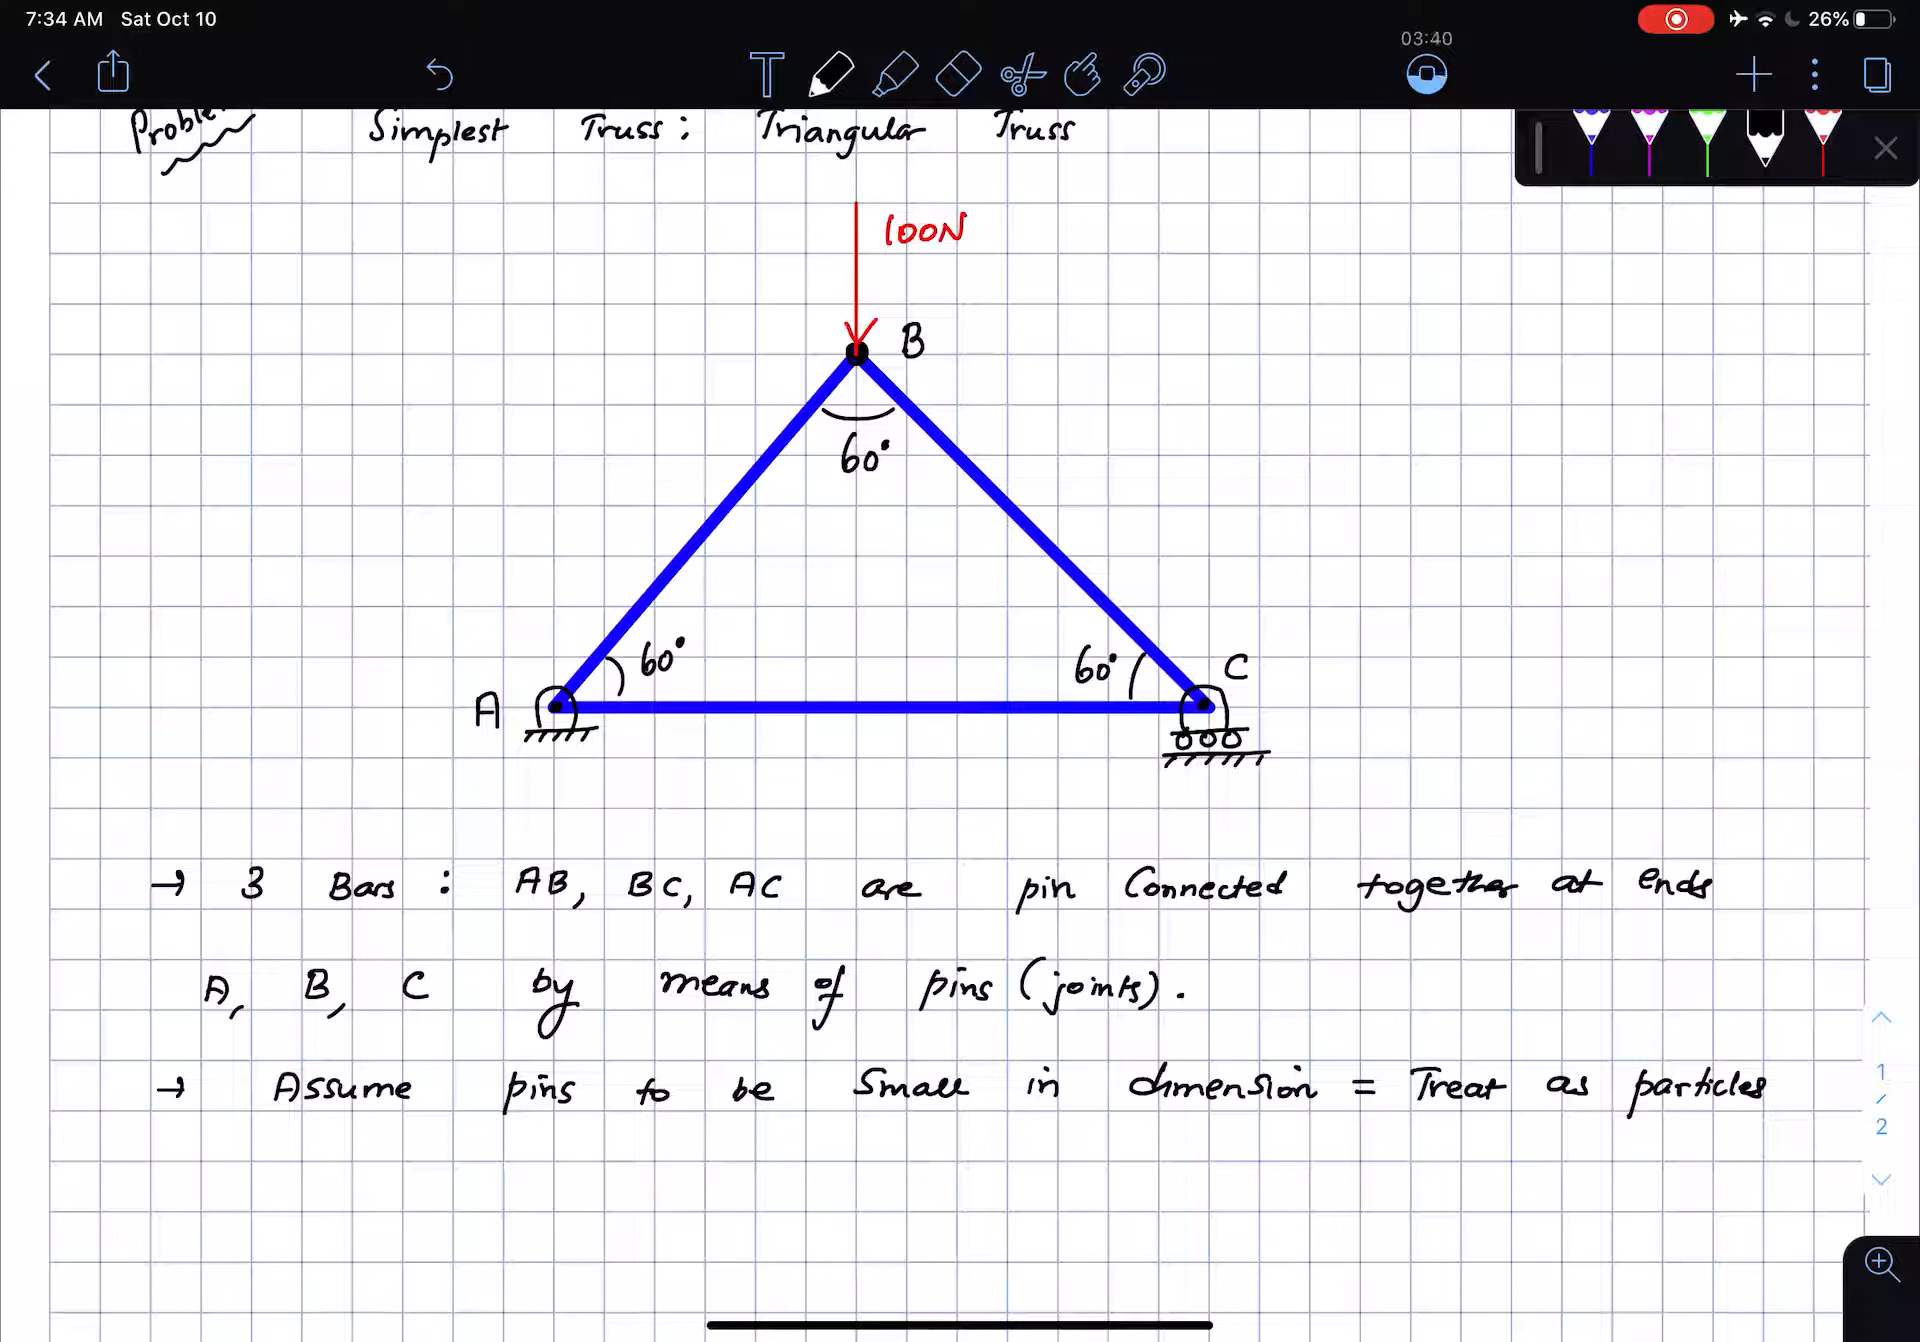 7:34 AM Sat Oct 10
26%
03:40
Simplest Truss: Triangular Truss
100N
B
60°
60°
60°
C
A
→ 3 Bars : AB, BC, AC are pin Connected together at ends
A, B, C by means of pins (joints).
→ Assume pins to be Small in dimension = Treat as particles
1
/
2